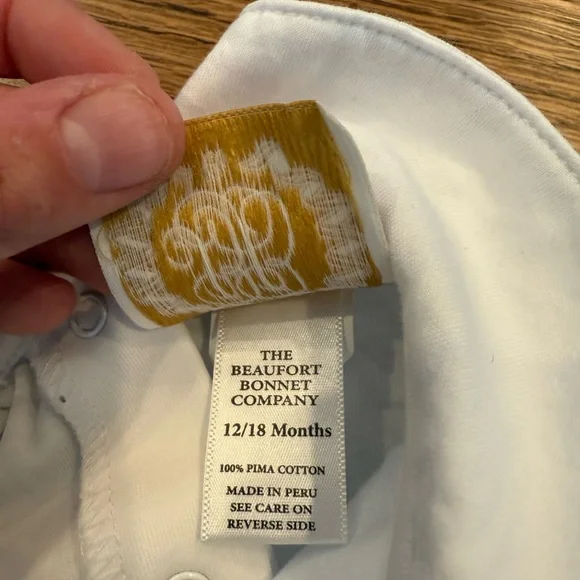 THE
BEAUFORT
BONNET
COMPANY
12/18 Months
100% PIMA COTTON
MADE IN PERU
SEE CARE ON
REVERSE SIDE